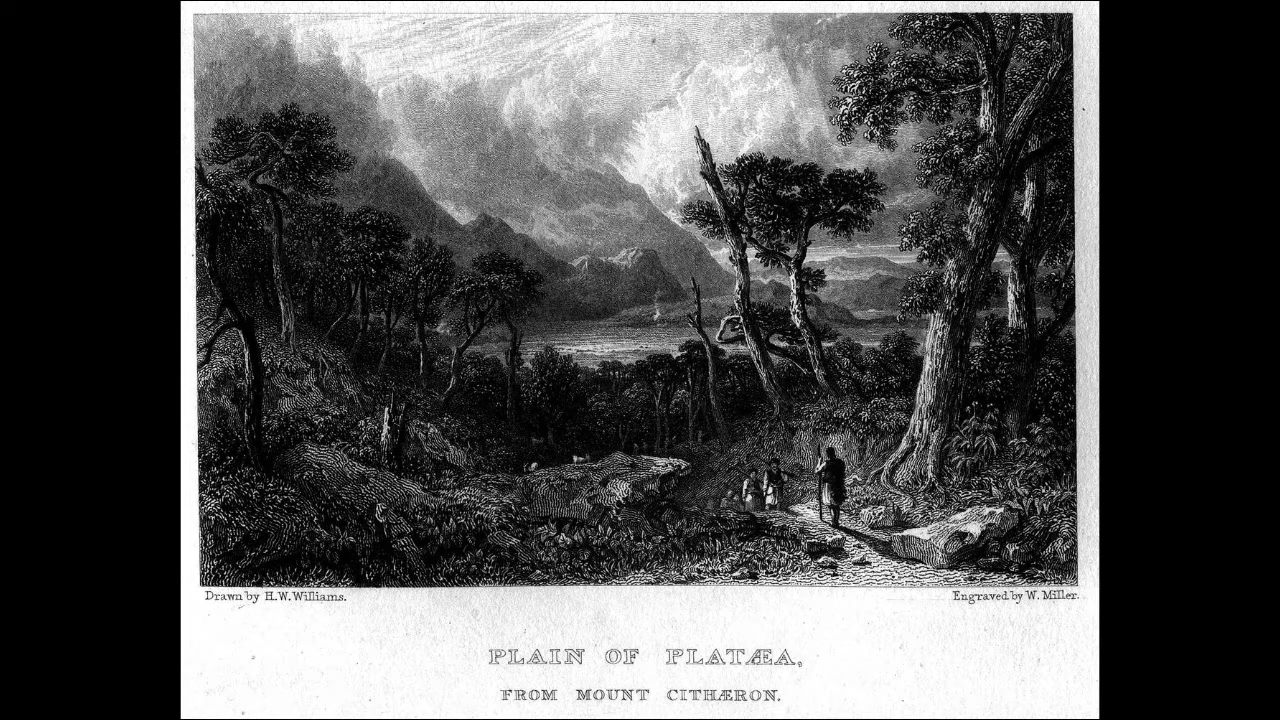 Drawn by H.W. Williams.
Engraved by W. Miller.
PLAIN OF PLATÆA,
FROM MOUNT CITHÆRON.